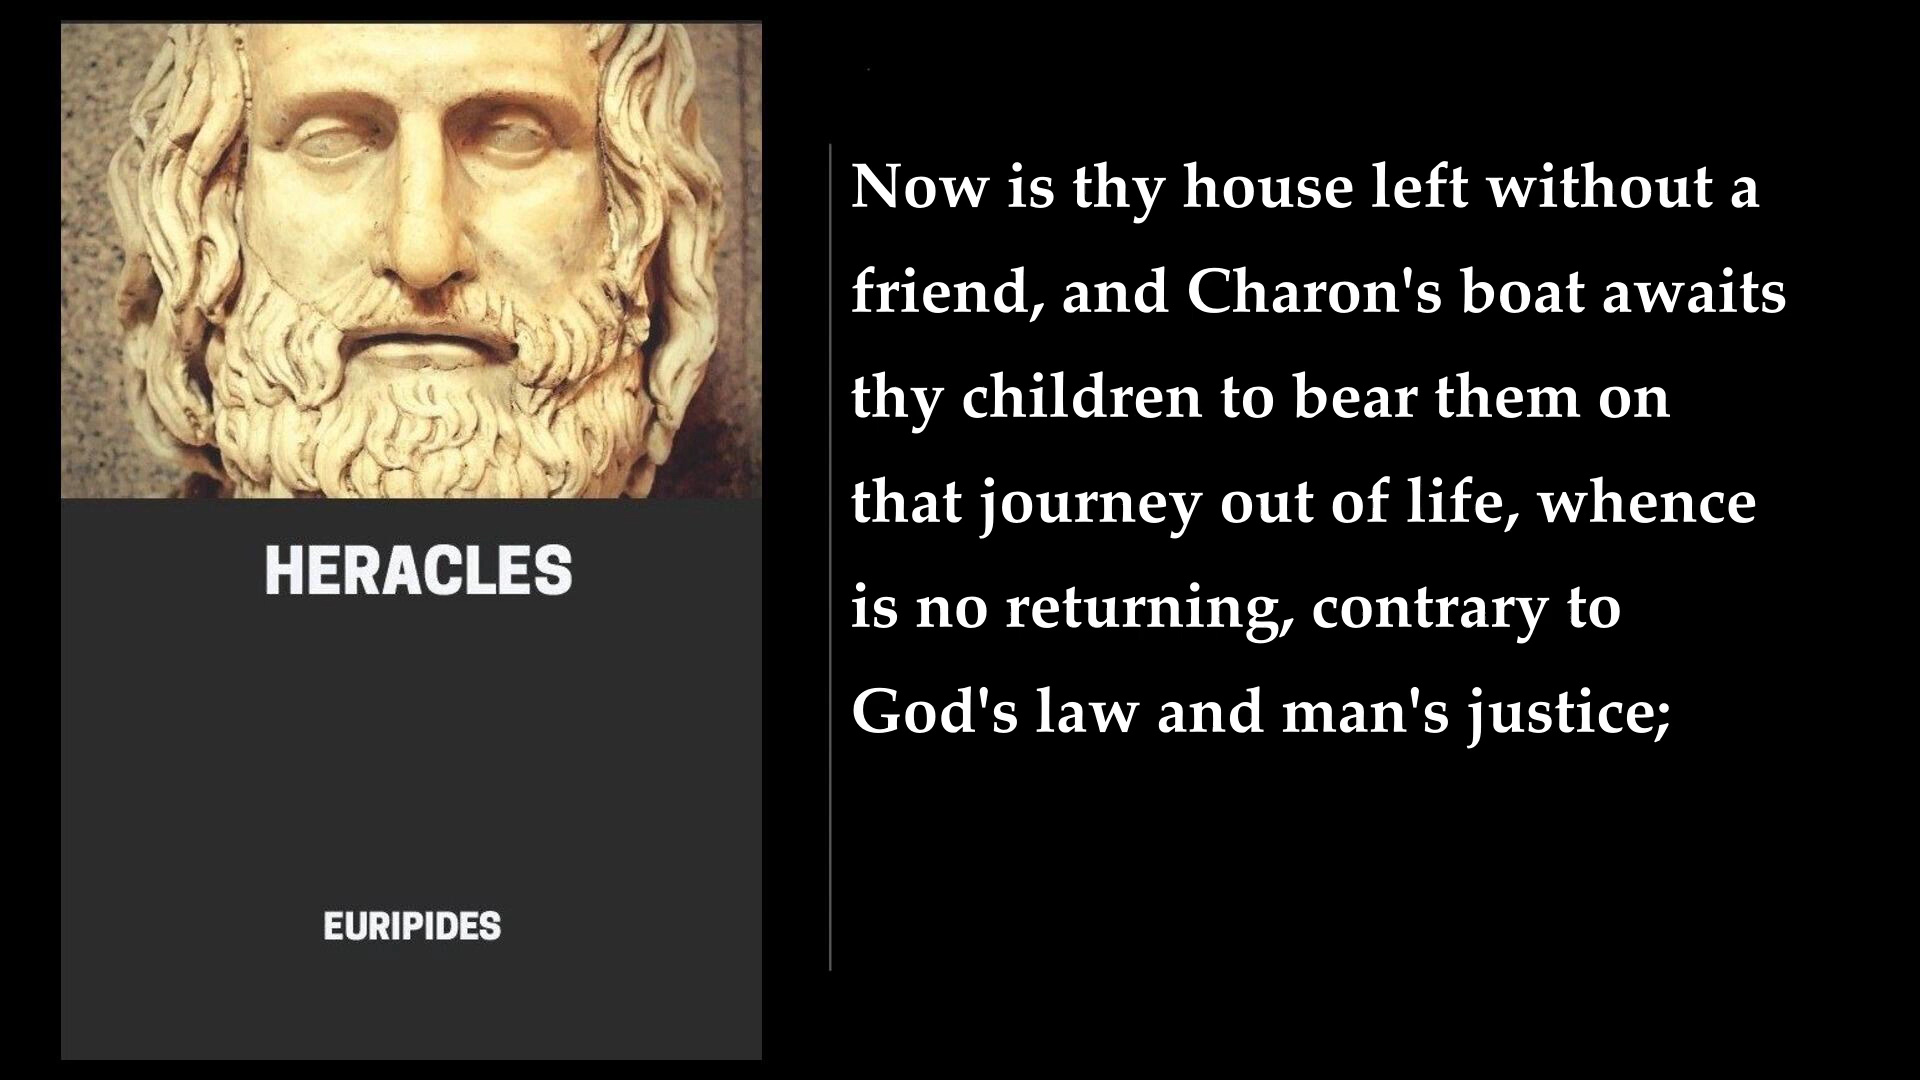 HERACLES
EURIPIDES
Now is thy house left without a
friend, and Charon's boat awaits
thy children to bear them on
that journey out of life, whence
is no returning, contrary to
God's law and man's justice;